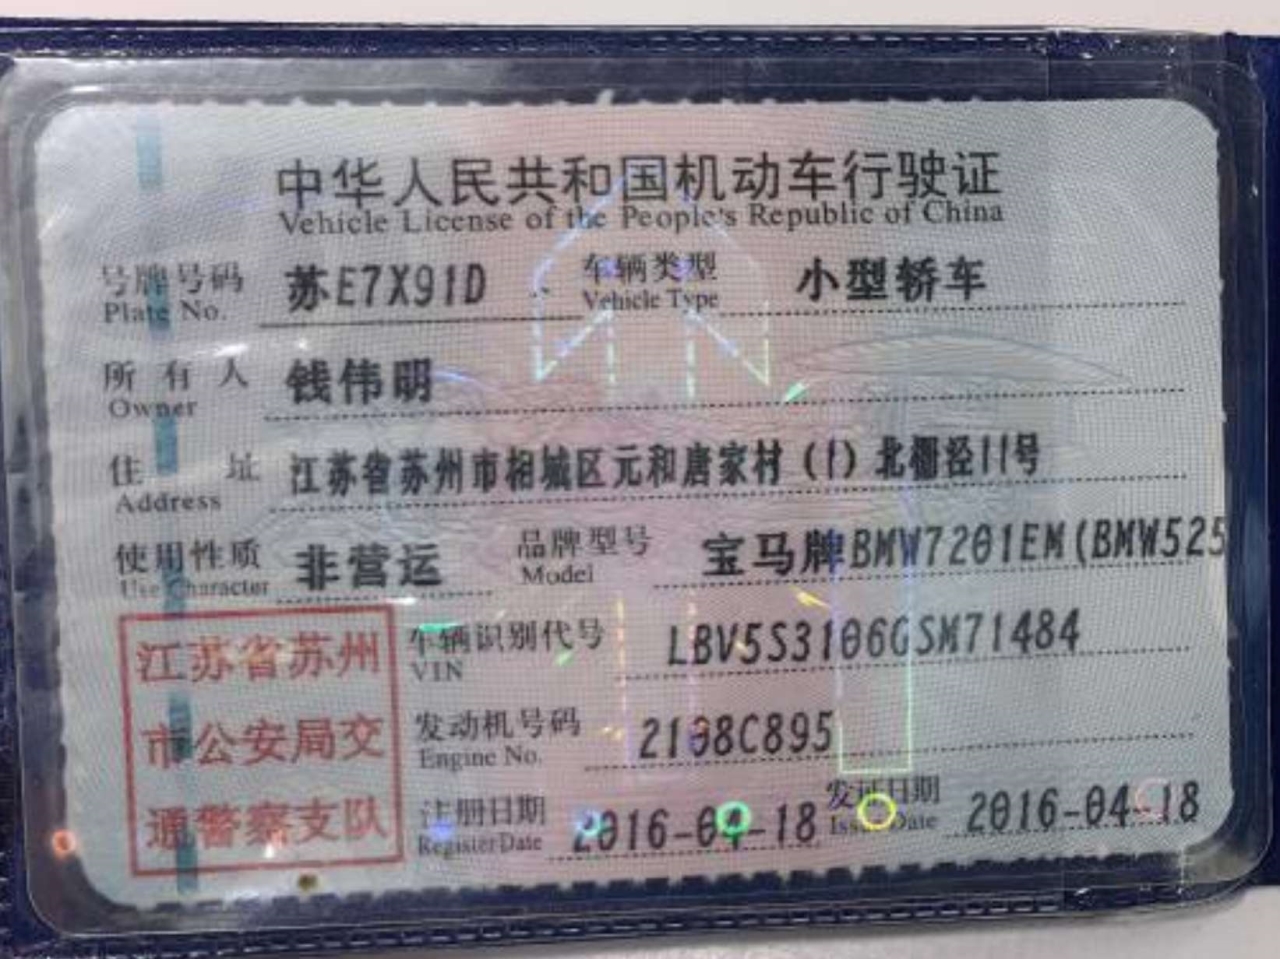 中华人民共和国机动车行驶证
Vehicle License of the People's Republic of China
号牌号码 苏E7X91D 车辆类型 小型轿车
Plate No. Vehicle Type
所有人 钱伟明
Owner
住址 江苏省苏州市相城区元和唐家村（1）北栅泾11号
Address
使用性质 非营运 品牌型号 宝马牌BMW7201EM(BMW525
Use Character Model
江苏省苏州
市公安局交
通警察支队
车辆识别代号 LBV5S3106GSM71484
VIN
发动机号码 2108C895
Engine No.
注册日期 2016-04-18 发证日期 2016-04-18
Register Date Issue Date